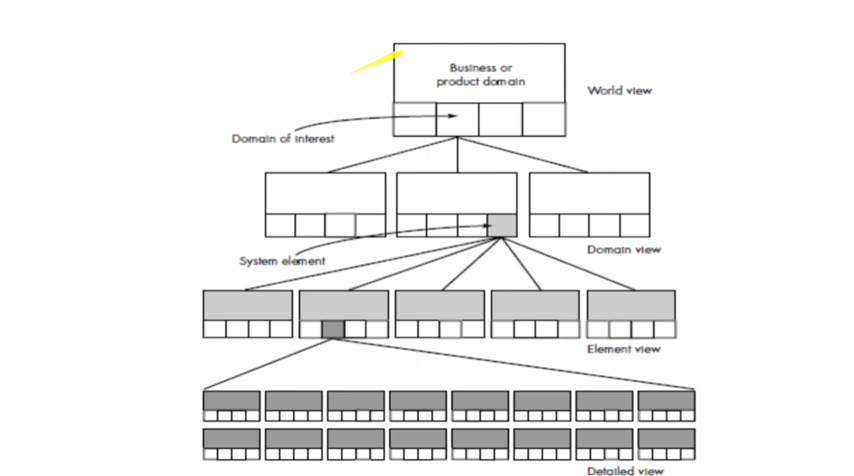 Business or
product domain
World view
Domain of interest
Domain view
System element
Element view
Detailed view